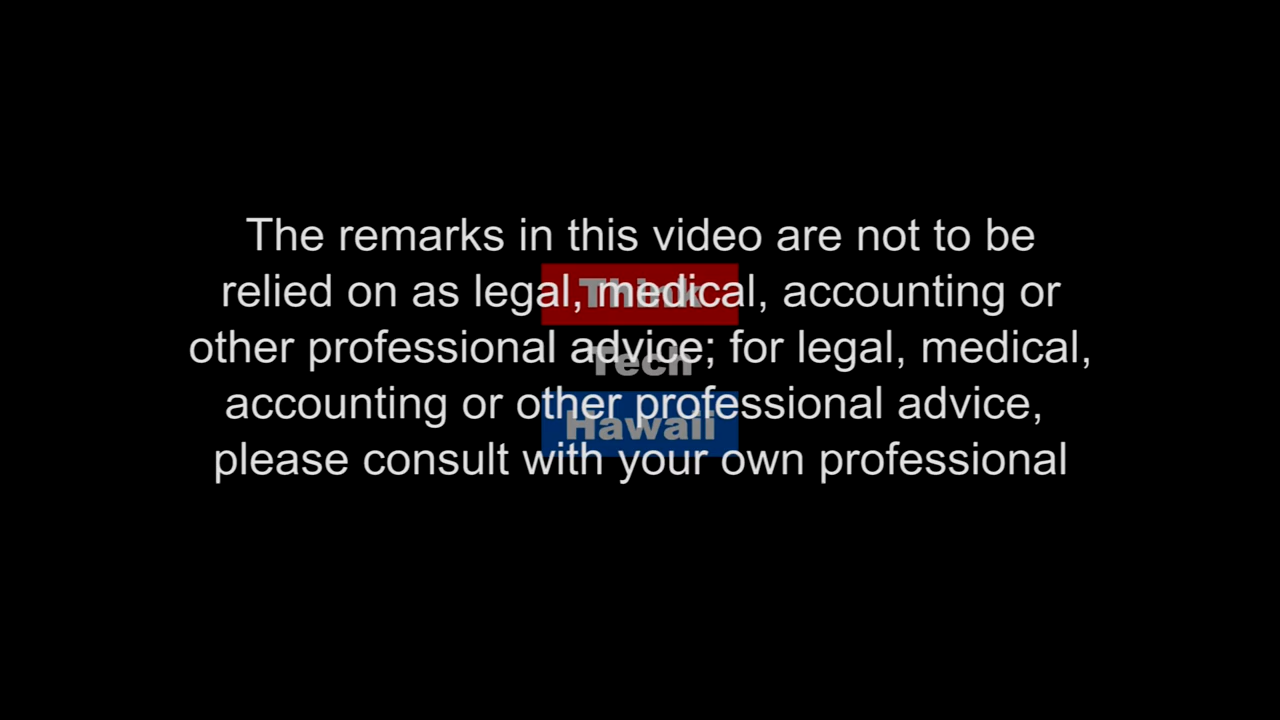 The remarks in this video are not to be
relied on as legal, medical, accounting or
other professional advice; for legal, medical,
accounting or other professional advice,
please consult with your own professional
Think
Tech
Hawaii